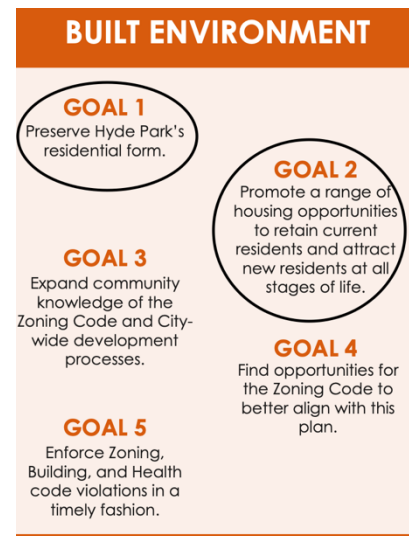 BUILT ENVIRONMENT
GOAL 1
Preserve Hyde Park's
residential form.
GOAL 2
Promote a range of
housing opportunities
to retain current
residents and attract
new residents at all
stages of life.
GOAL 3
Expand community
knowledge of the
Zoning Code and City-
wide development
processes.
GOAL 4
Find opportunities for
the Zoning Code to
better align with this
plan.
GOAL 5
Enforce Zoning,
Building, and Health
code violations in a
timely fashion.